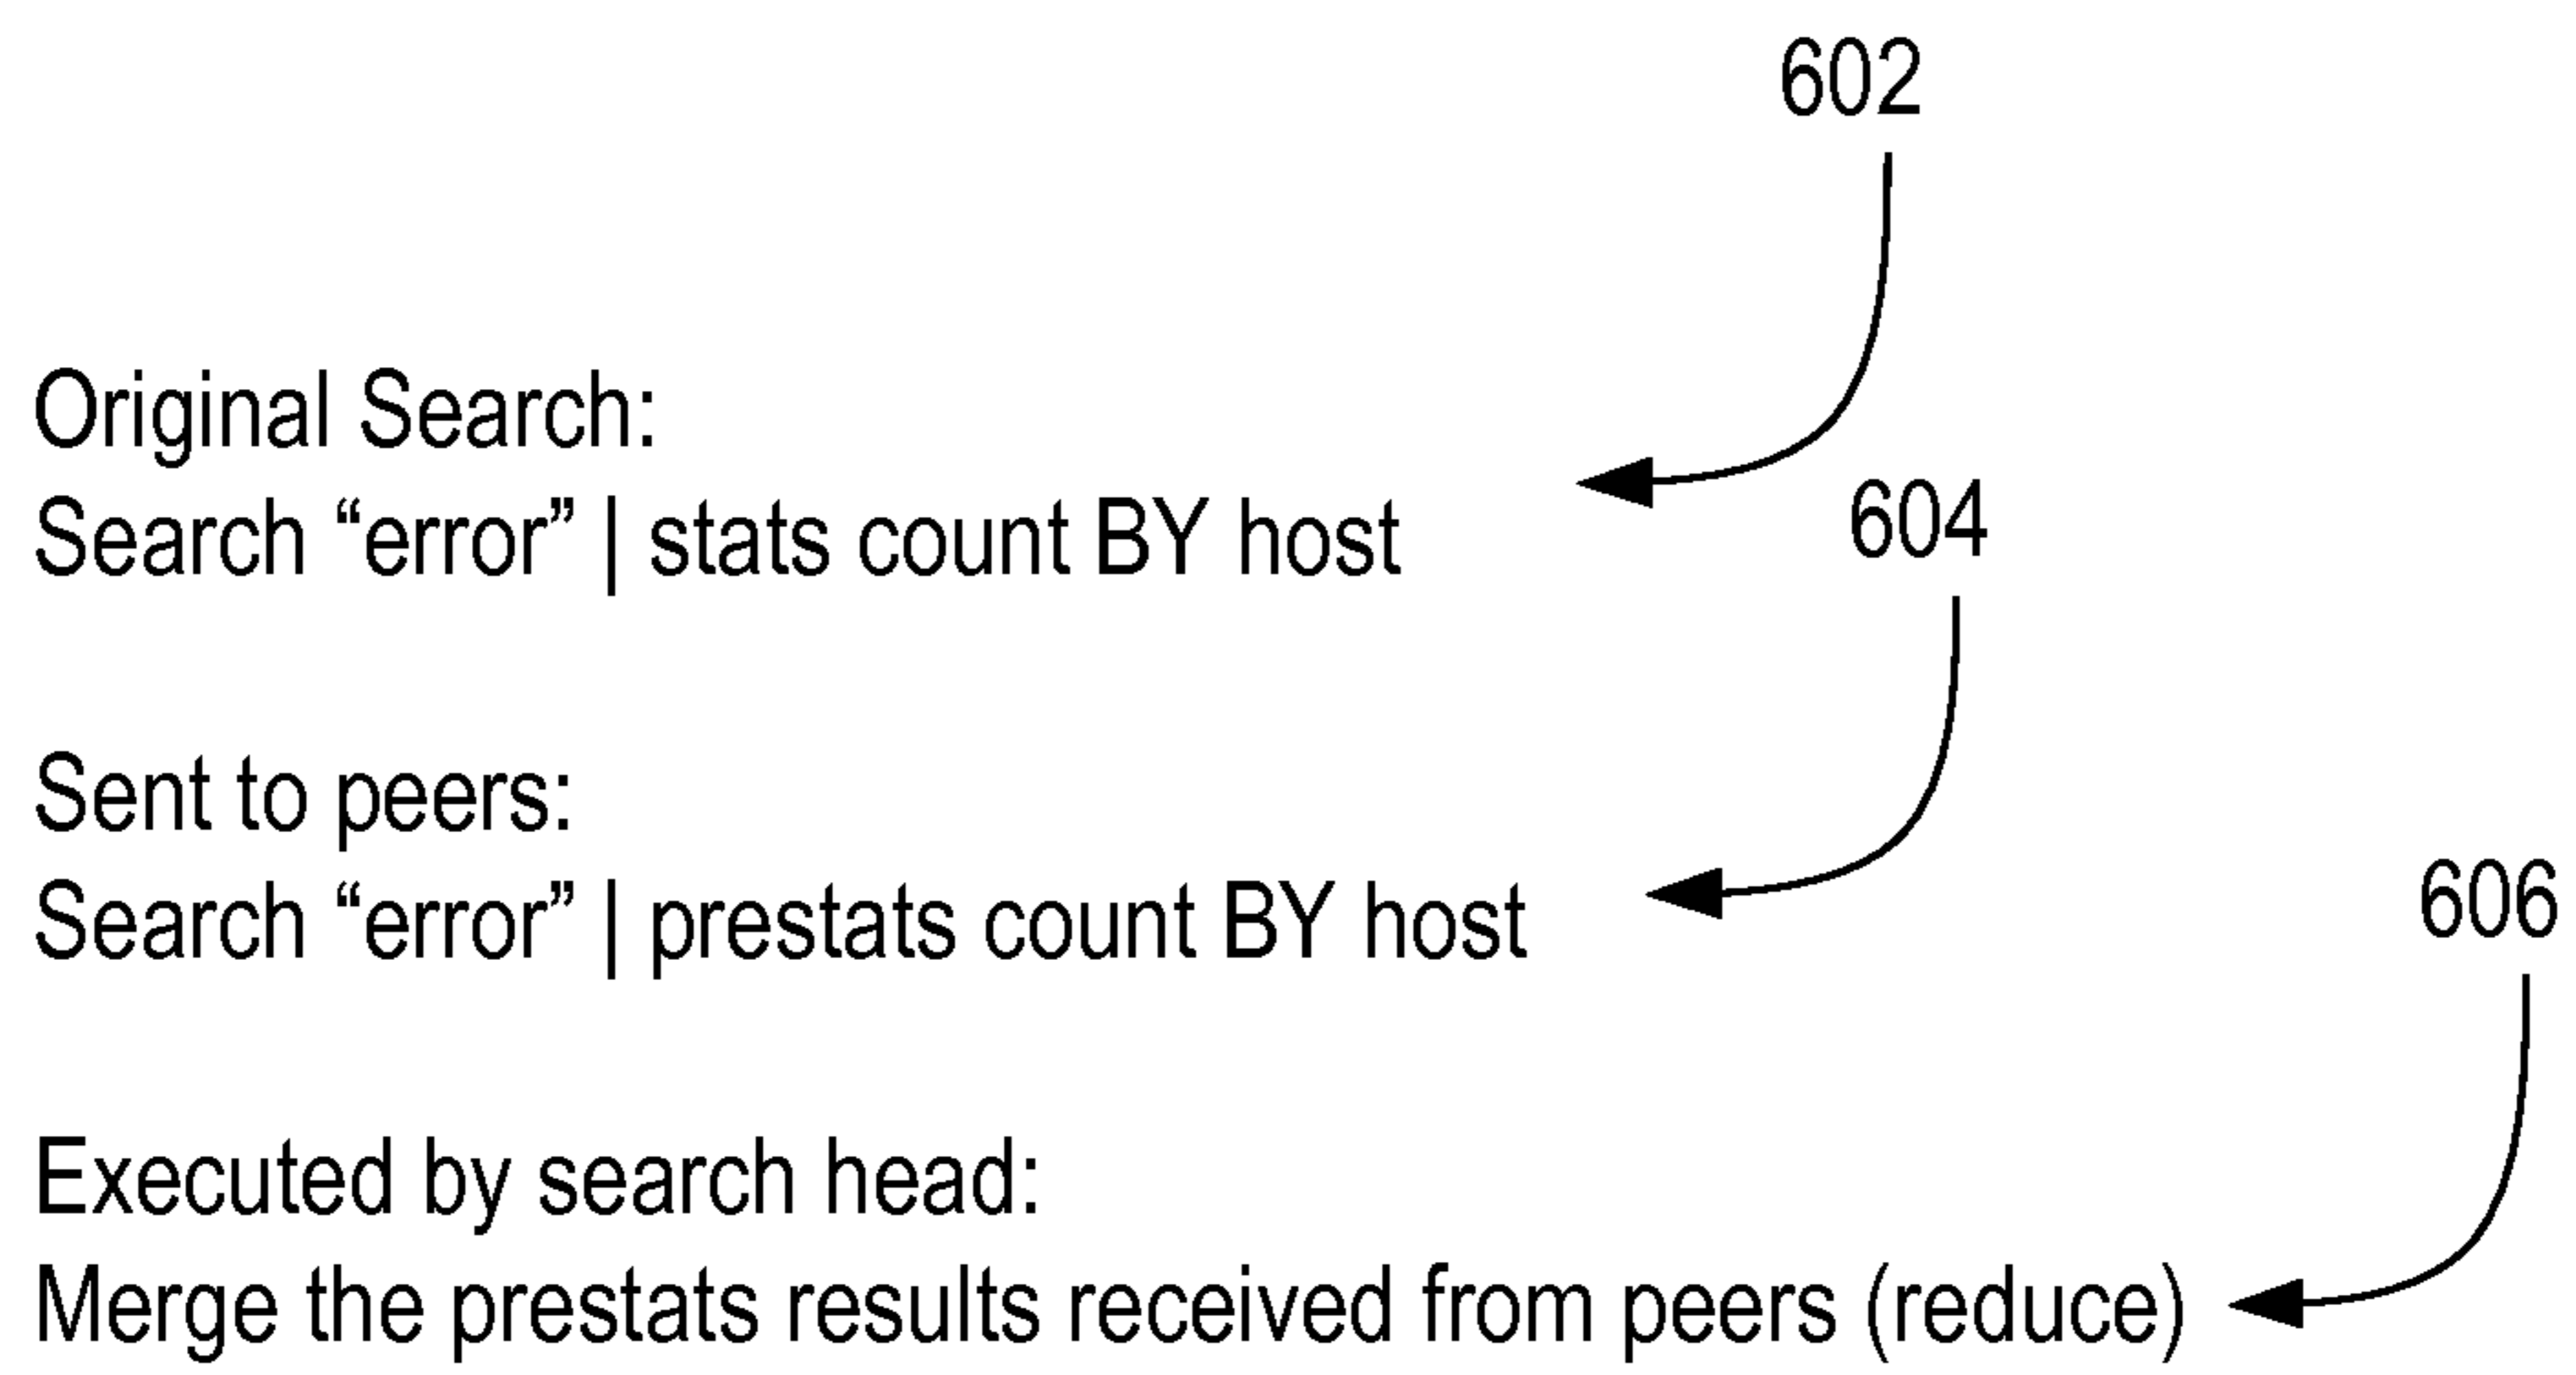 602
Original Search:
Search “error” | stats count BY host
604
Sent to peers:
Search “error” | prestats count BY host
606
Executed by search head:
Merge the prestats results received from peers (reduce)